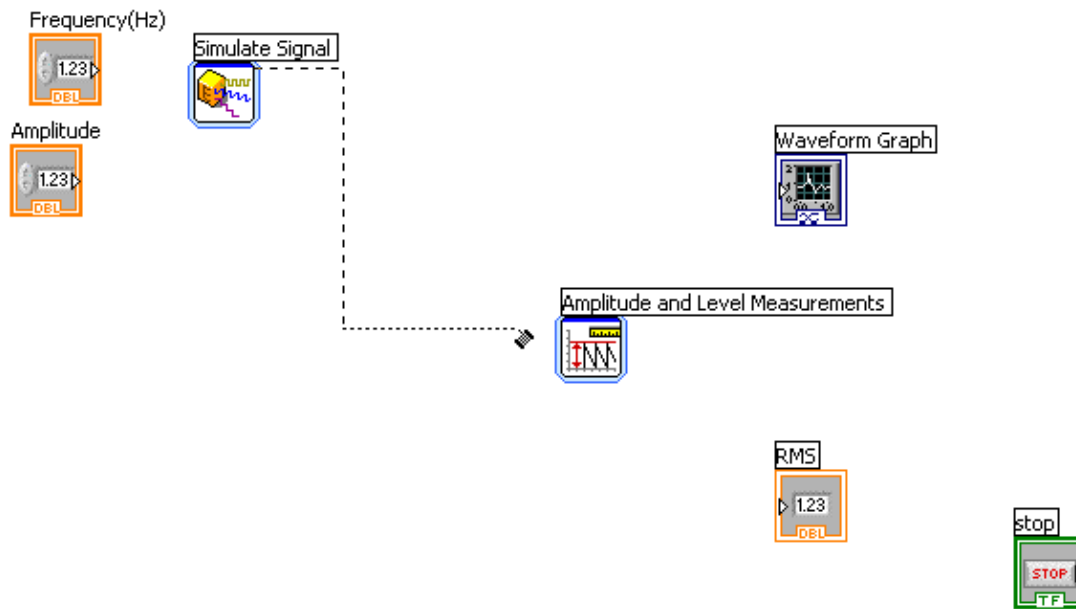 Frequency(Hz)
1.23
DBL
Simulate Signal
Amplitude
1.23
DBL
Waveform Graph
Amplitude and Level Measurements
RMS
1.23
DBL
stop
STOP
TF